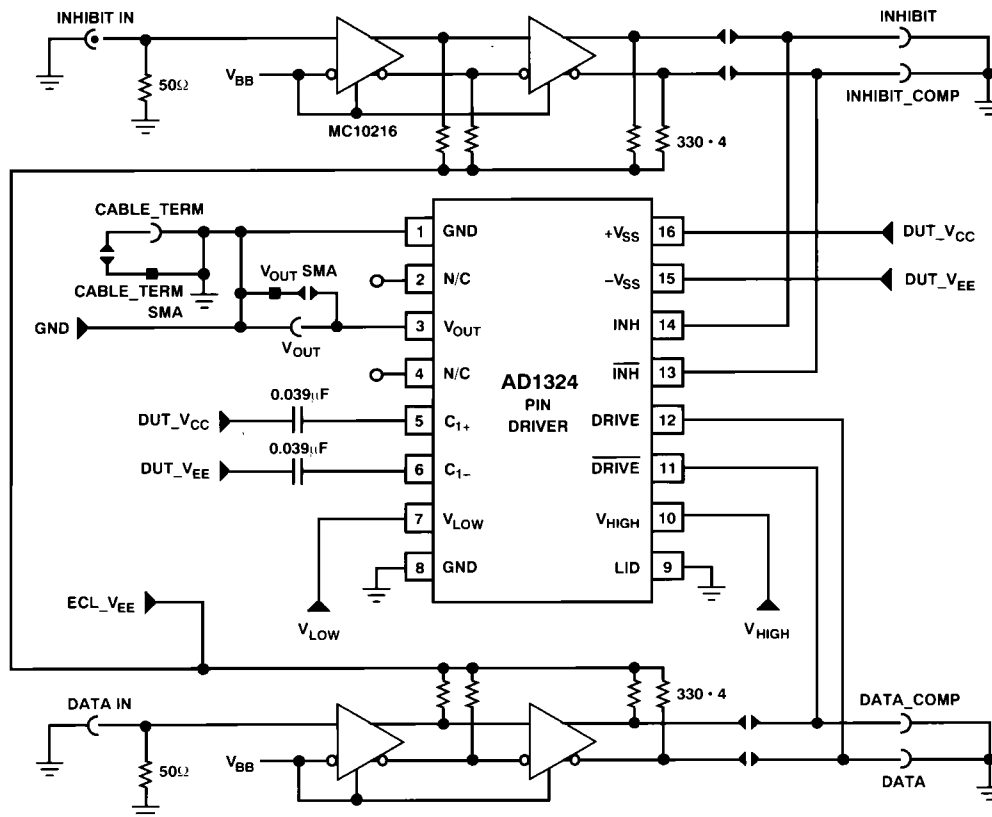 INHIBIT IN
INHIBIT
50Ω
V_BB
INHIBIT_COMP
MC10216
330 · 4
CABLE_TERM
CABLE_TERM
SMA
GND
V_OUT SMA
V_OUT
1 GND
2 N/C
3 V_OUT
4 N/C
5 C_1+
6 C_1–
7 V_LOW
8 GND
AD1324
PIN
DRIVER
+V_SS 16
–V_SS 15
INH 14
I̅N̅H̅ 13
DRIVE 12
D̅R̅I̅V̅E̅ 11
V_HIGH 10
LID 9
DUT_V_CC
DUT_V_EE
0.039μF
DUT_V_CC
0.039μF
DUT_V_EE
ECL_V_EE
V_LOW
V_HIGH
DATA IN
330 · 4
DATA_COMP
50Ω
V_BB
DATA